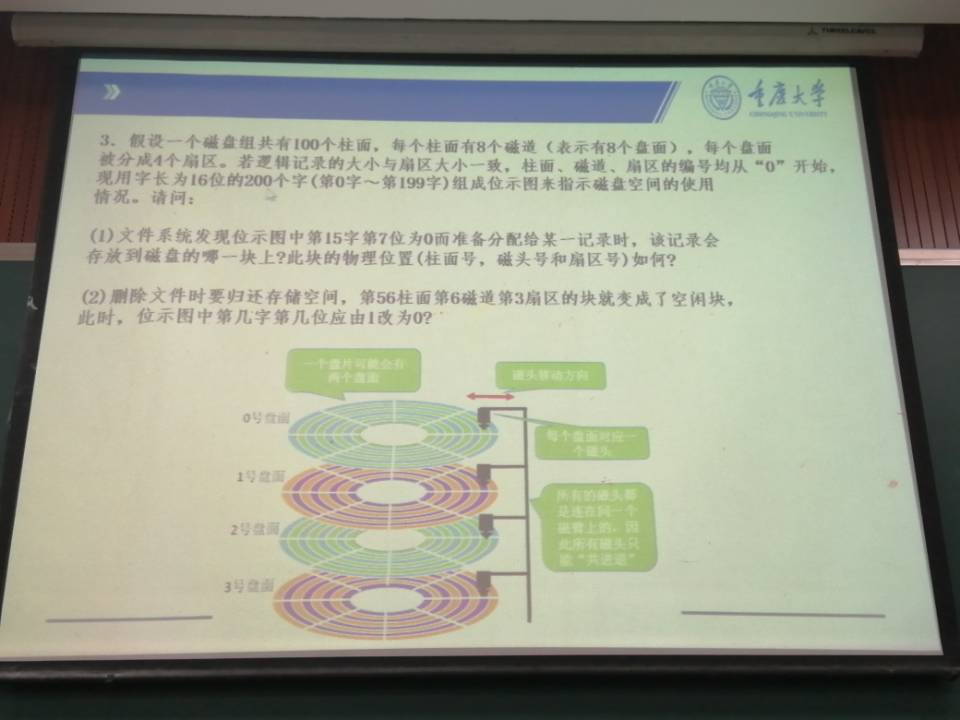 重庆大学
CHONGQING UNIVERSITY
3. 假设一个磁盘组共有100个柱面，每个柱面有8个磁道（表示有8个盘面），每个盘面
被分成4个扇区。若逻辑记录的大小与扇区大小一致，柱面、磁道、扇区的编号均从“0”开始，
现用字长为16位的200个字(第0字～第199字)组成位示图来指示磁盘空间的使用
情况。请问：
(1)文件系统发现位示图中第15字第7位为0而准备分配给某一记录时，该记录会
存放到磁盘的哪一块上?此块的物理位置(柱面号，磁头号和扇区号)如何?
(2)删除文件时要归还存储空间，第56柱面第6磁道第3扇区的块就变成了空闲块，
此时，位示图中第几字第几位应由1改为0?
一个盘片可能会有
两个盘面
磁头移动方向
0号盘面
每个盘面对应一
个磁头
1号盘面
所有的磁头都
是连在同一个
磁臂上的，因
此所有磁头只
能“共进退”
2号盘面
3号盘面